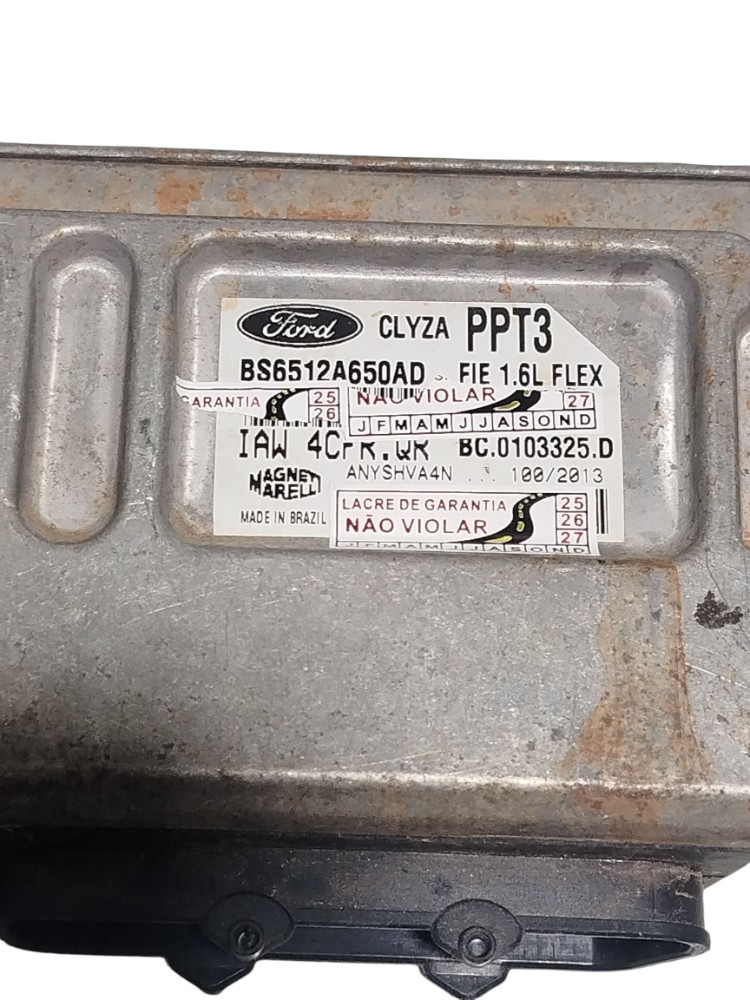 Ford CLYZA PPT3
BS6512A650AD FIE 1.6L FLEX
GARANTIA 25
26
NÃO VIOLAR 27
J F M A M J J A S O N D
IAW 4CFR.QR BC.0103325.D
MAGNETI MARELLI
ANYSHVA4N ... 100/2013
MADE IN BRAZIL
LACRE DE GARANTIA 25
NÃO VIOLAR 26
27
J F M A M J J A S O N D